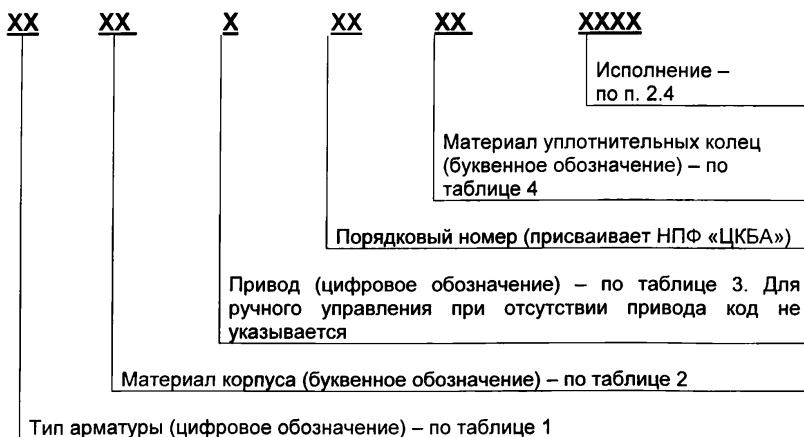 XX XX X XX XX XXXX
Исполнение –
по п. 2.4
Материал уплотнительных колец
(буквенное обозначение) – по
таблице 4
Порядковый номер (присваивает НПФ «ЦКБА»)
Привод (цифровое обозначение) – по таблице 3. Для
ручного управления при отсутствии привода код не
указывается
Материал корпуса (буквенное обозначение) – по таблице 2
Тип арматуры (цифровое обозначение) – по таблице 1